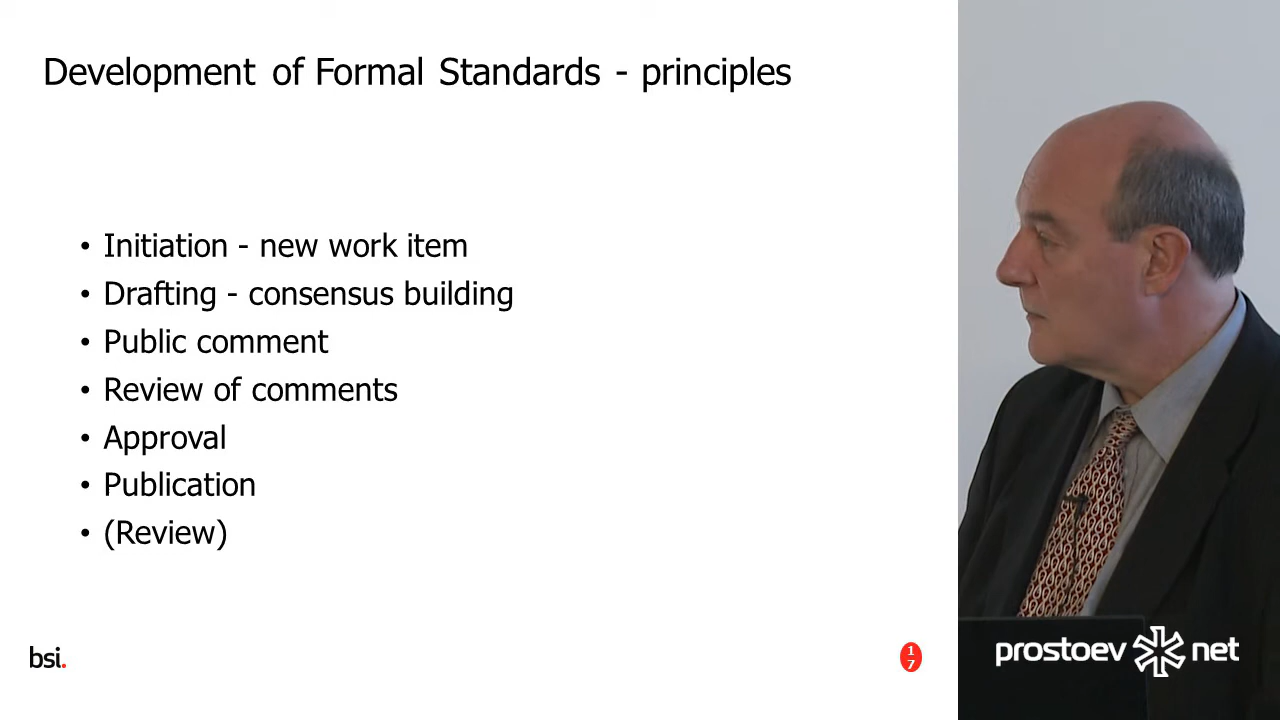 Development of Formal Standards - principles
• Initiation - new work item
• Drafting - consensus building
• Public comment
• Review of comments
• Approval
• Publication
• (Review)
bsi.
17
prostoev net